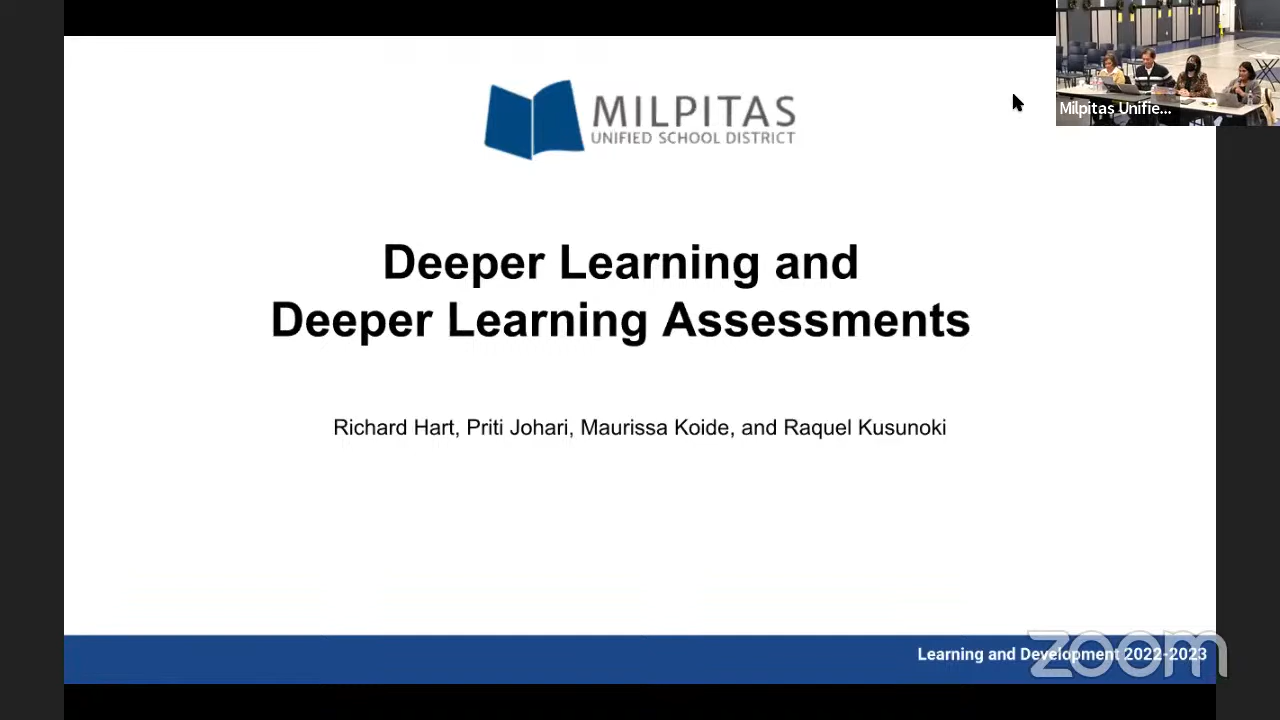 MILPITAS
UNIFIED SCHOOL DISTRICT
Milpitas Unifie...
Deeper Learning and
Deeper Learning Assessments
Richard Hart, Priti Johari, Maurissa Koide, and Raquel Kusunoki
Learning and Development 2022-2023
zoom